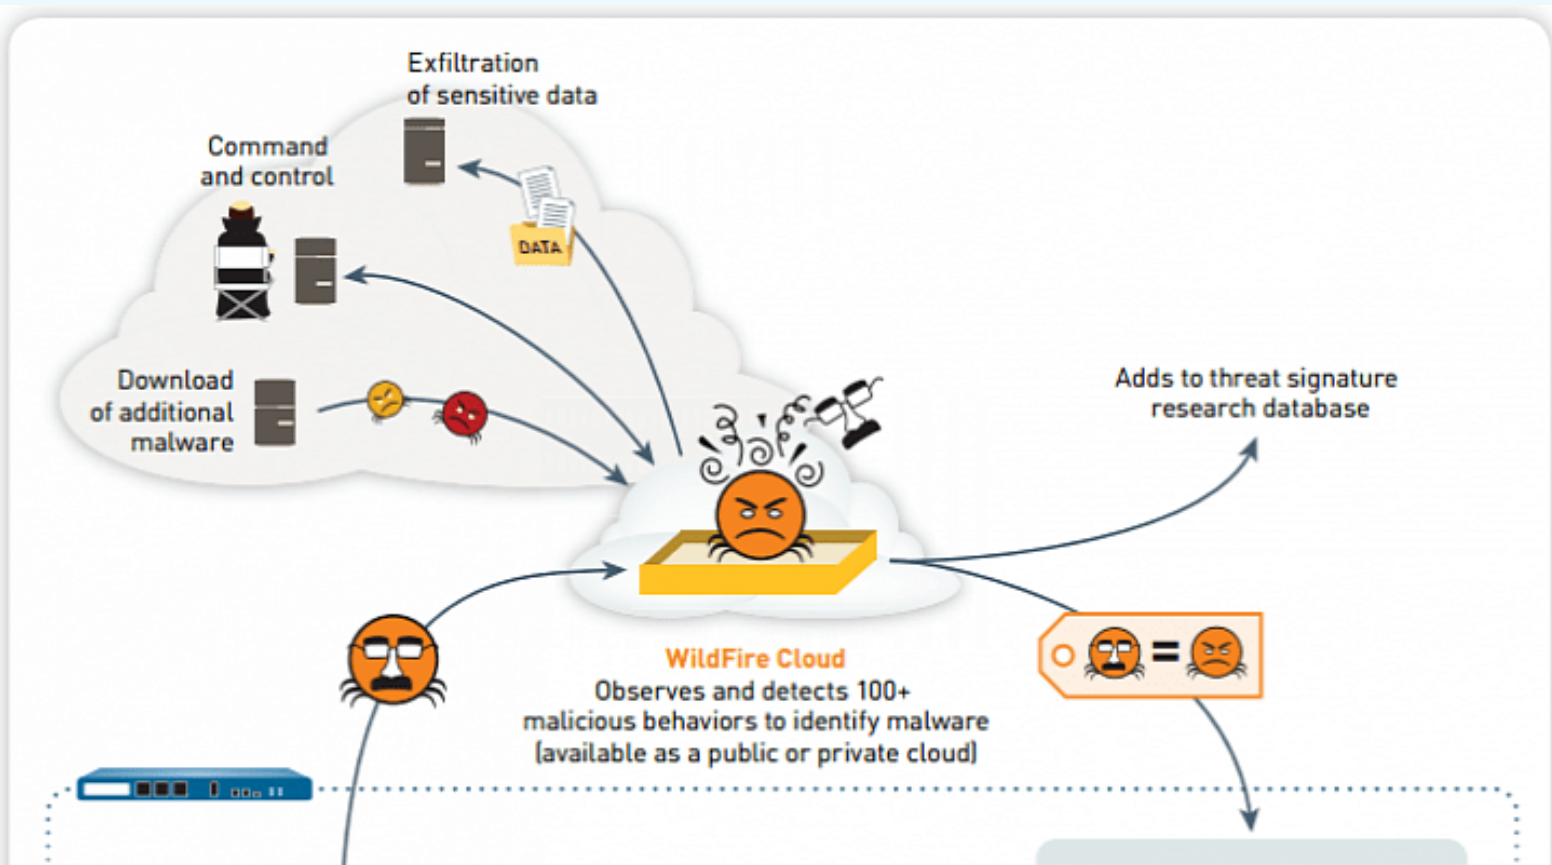 Exfiltration
of sensitive data
Command
and control
DATA
Download
of additional
malware
Adds to threat signature
research database
WildFire Cloud
Observes and detects 100+
malicious behaviors to identify malware
(available as a public or private cloud)
=